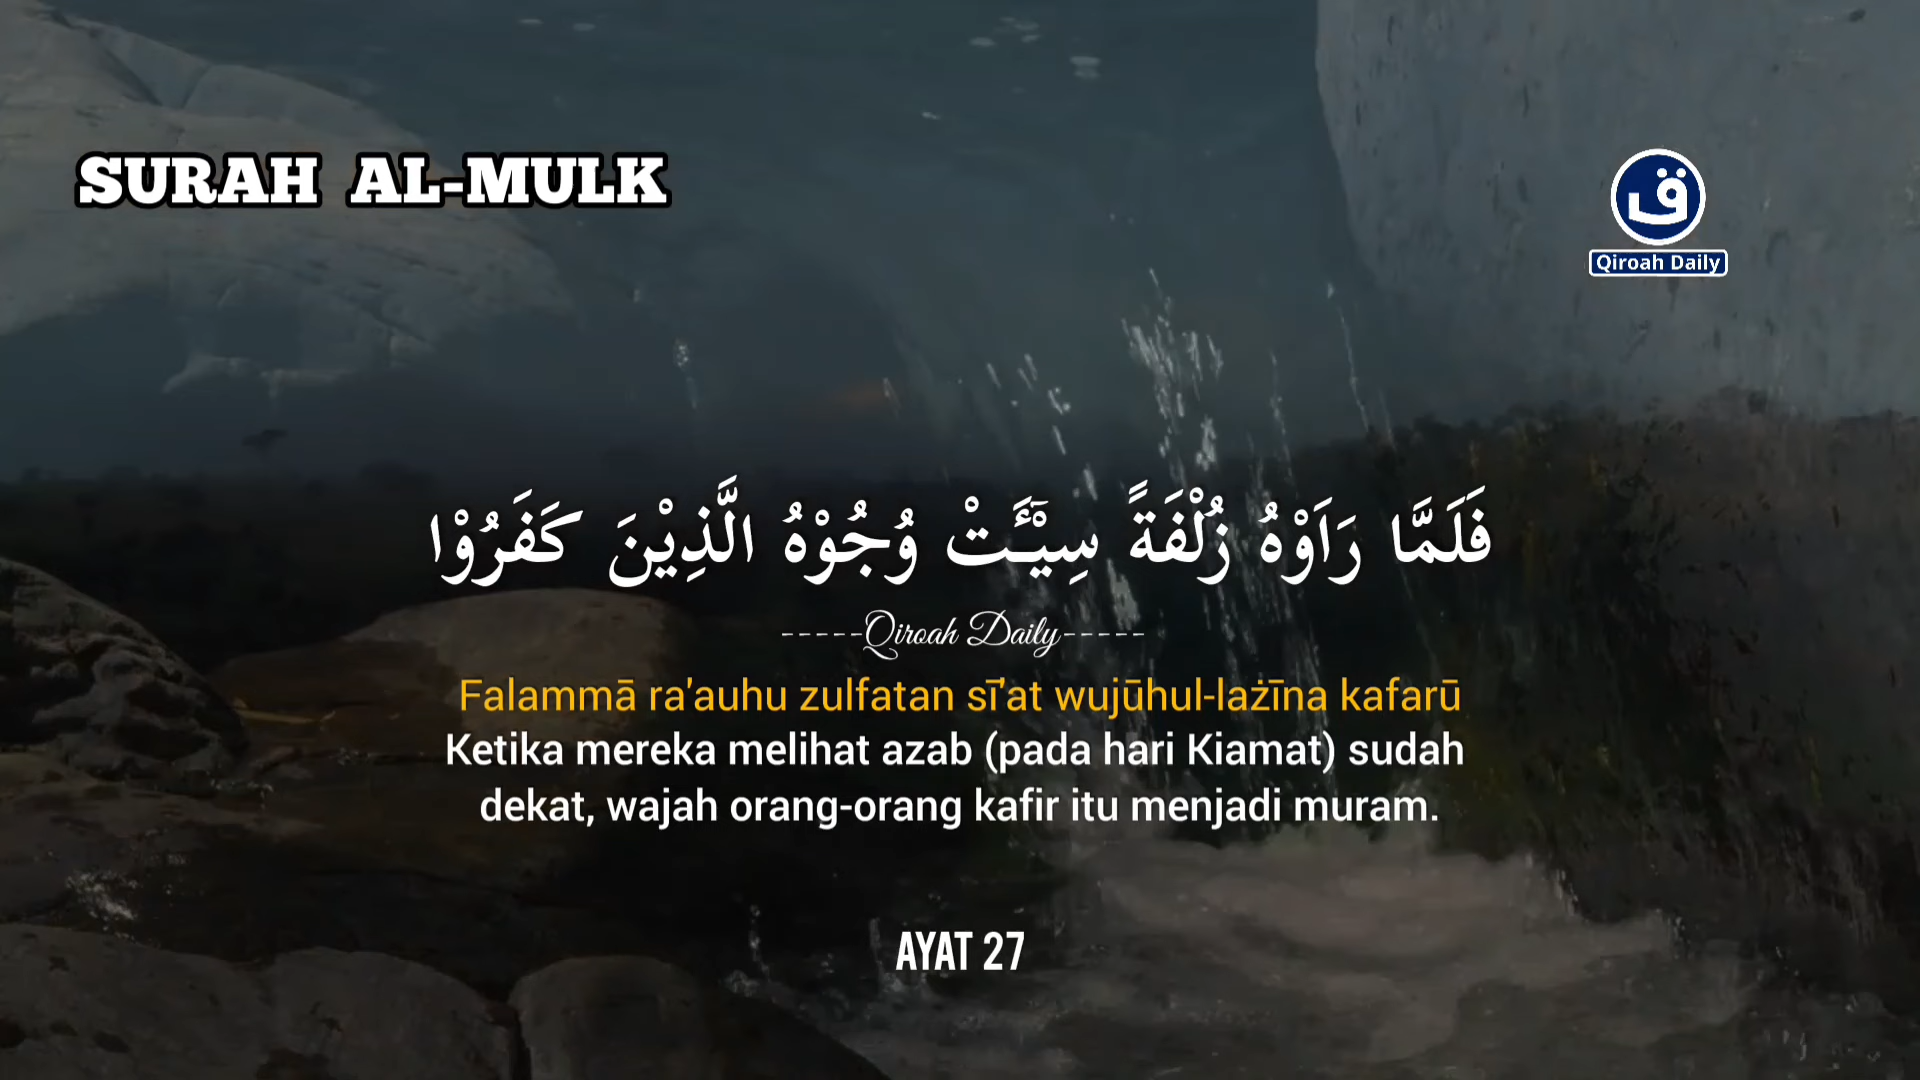 SURAH AL-MULK
ق
Qiroah Daily
فَلَمَّا رَاَوْهُ زُلْفَةً سِيْۤـَٔتْ وُجُوْهُ الَّذِيْنَ كَفَرُوْا
-----Qiroah Daily-----
Falammā ra'auhu zulfatan sī'at wujūhul-lażīna kafarū
Ketika mereka melihat azab (pada hari Kiamat) sudah
dekat, wajah orang-orang kafir itu menjadi muram.
AYAT 27